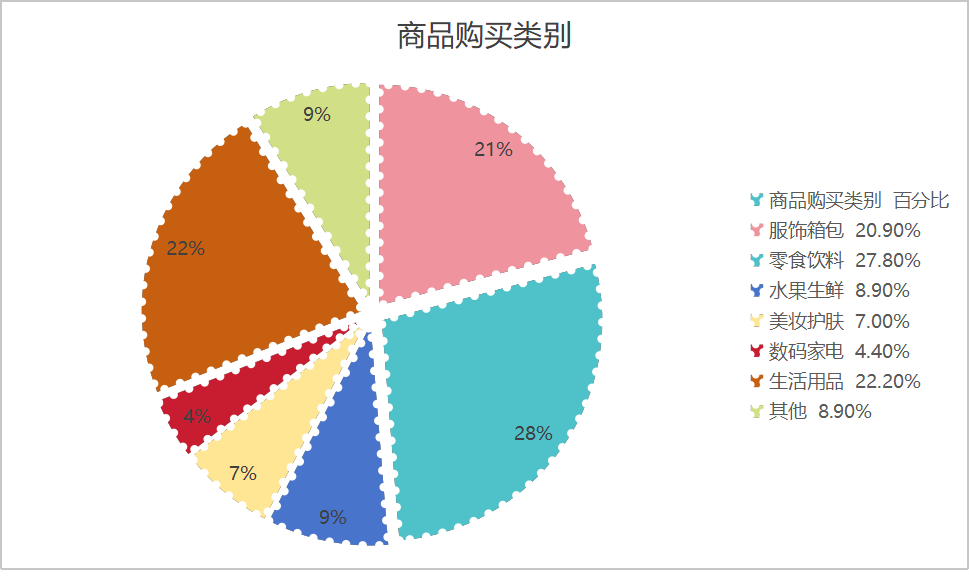 商品购买类别
9%
21%
22%
28%
4%
7%
9%
商品购买类别 百分比
服饰箱包 20.90%
零食饮料 27.80%
水果生鲜 8.90%
美妆护肤 7.00%
数码家电 4.40%
生活用品 22.20%
其他 8.90%